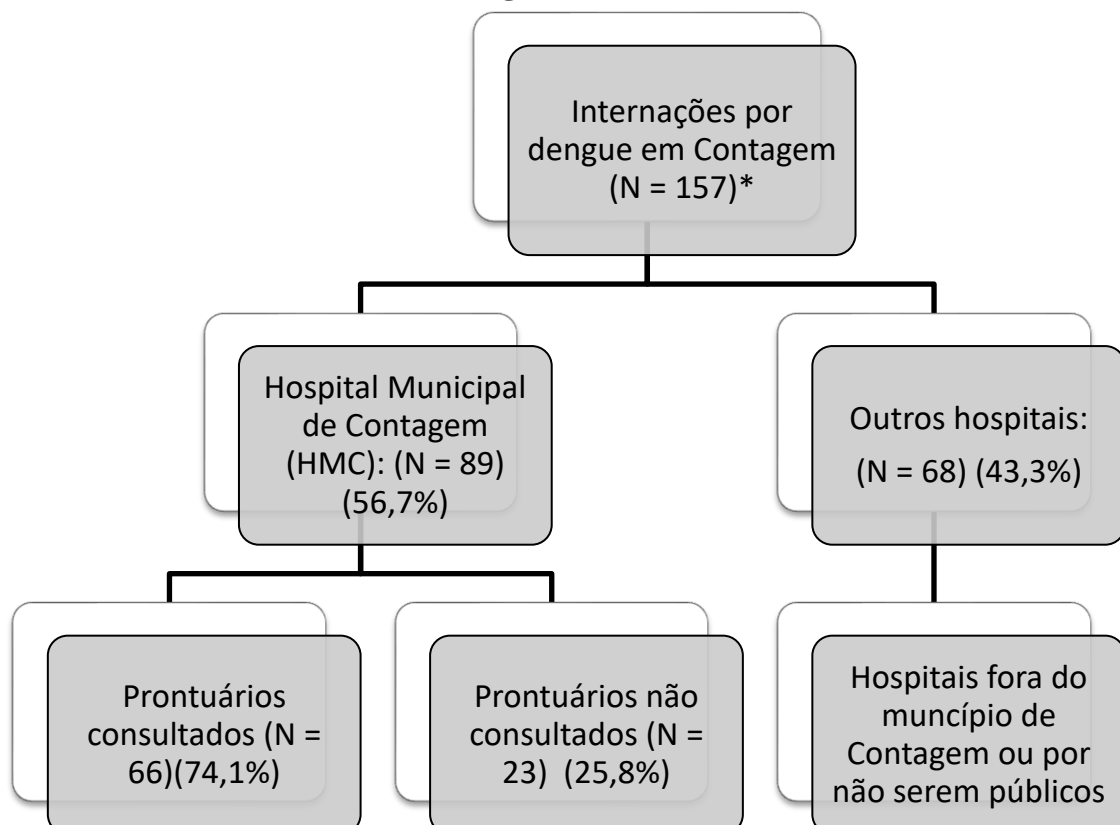 Internações por
dengue em Contagem
(N = 157)*
Hospital Municipal
de Contagem
(HMC): (N = 89)
(56,7%)
Outros hospitais:
(N = 68) (43,3%)
Prontuários
consultados (N =
66)(74,1%)
Prontuários não
consultados (N =
23) (25,8%)
Hospitais fora do
muncípio de
Contagem ou por
não serem públicos